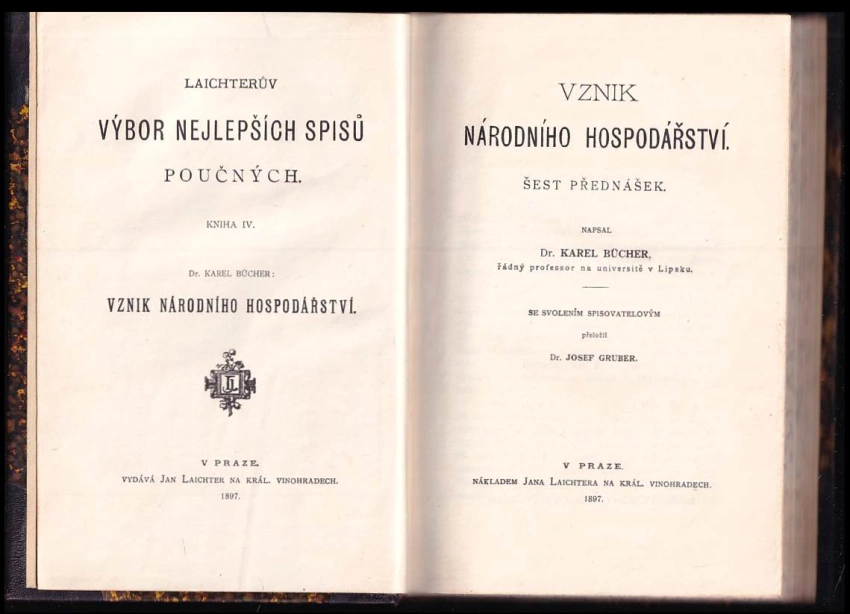 LAICHTERŮV
VÝBOR NEJLEPŠÍCH SPISŮ
POUČNÝCH.
KNIHA IV.
Dr. KAREL BÜCHER:
VZNIK NÁRODNÍHO HOSPODÁŘSTVÍ.
JL
V PRAZE.
VYDÁVÁ JAN LAICHTER NA KRÁL. VINOHRADECH.
1897.
VZNIK
NÁRODNÍHO HOSPODÁŘSTVÍ.
ŠEST PŘEDNÁŠEK.
NAPSAL
Dr. KAREL BÜCHER,
řádný professor na universitě v Lipsku.
SE SVOLENÍM SPISOVATELOVÝM
přeložil
Dr. JOSEF GRUBER.
V PRAZE.
NÁKLADEM JANA LAICHTERA NA KRÁL. VINOHRADECH.
1897.